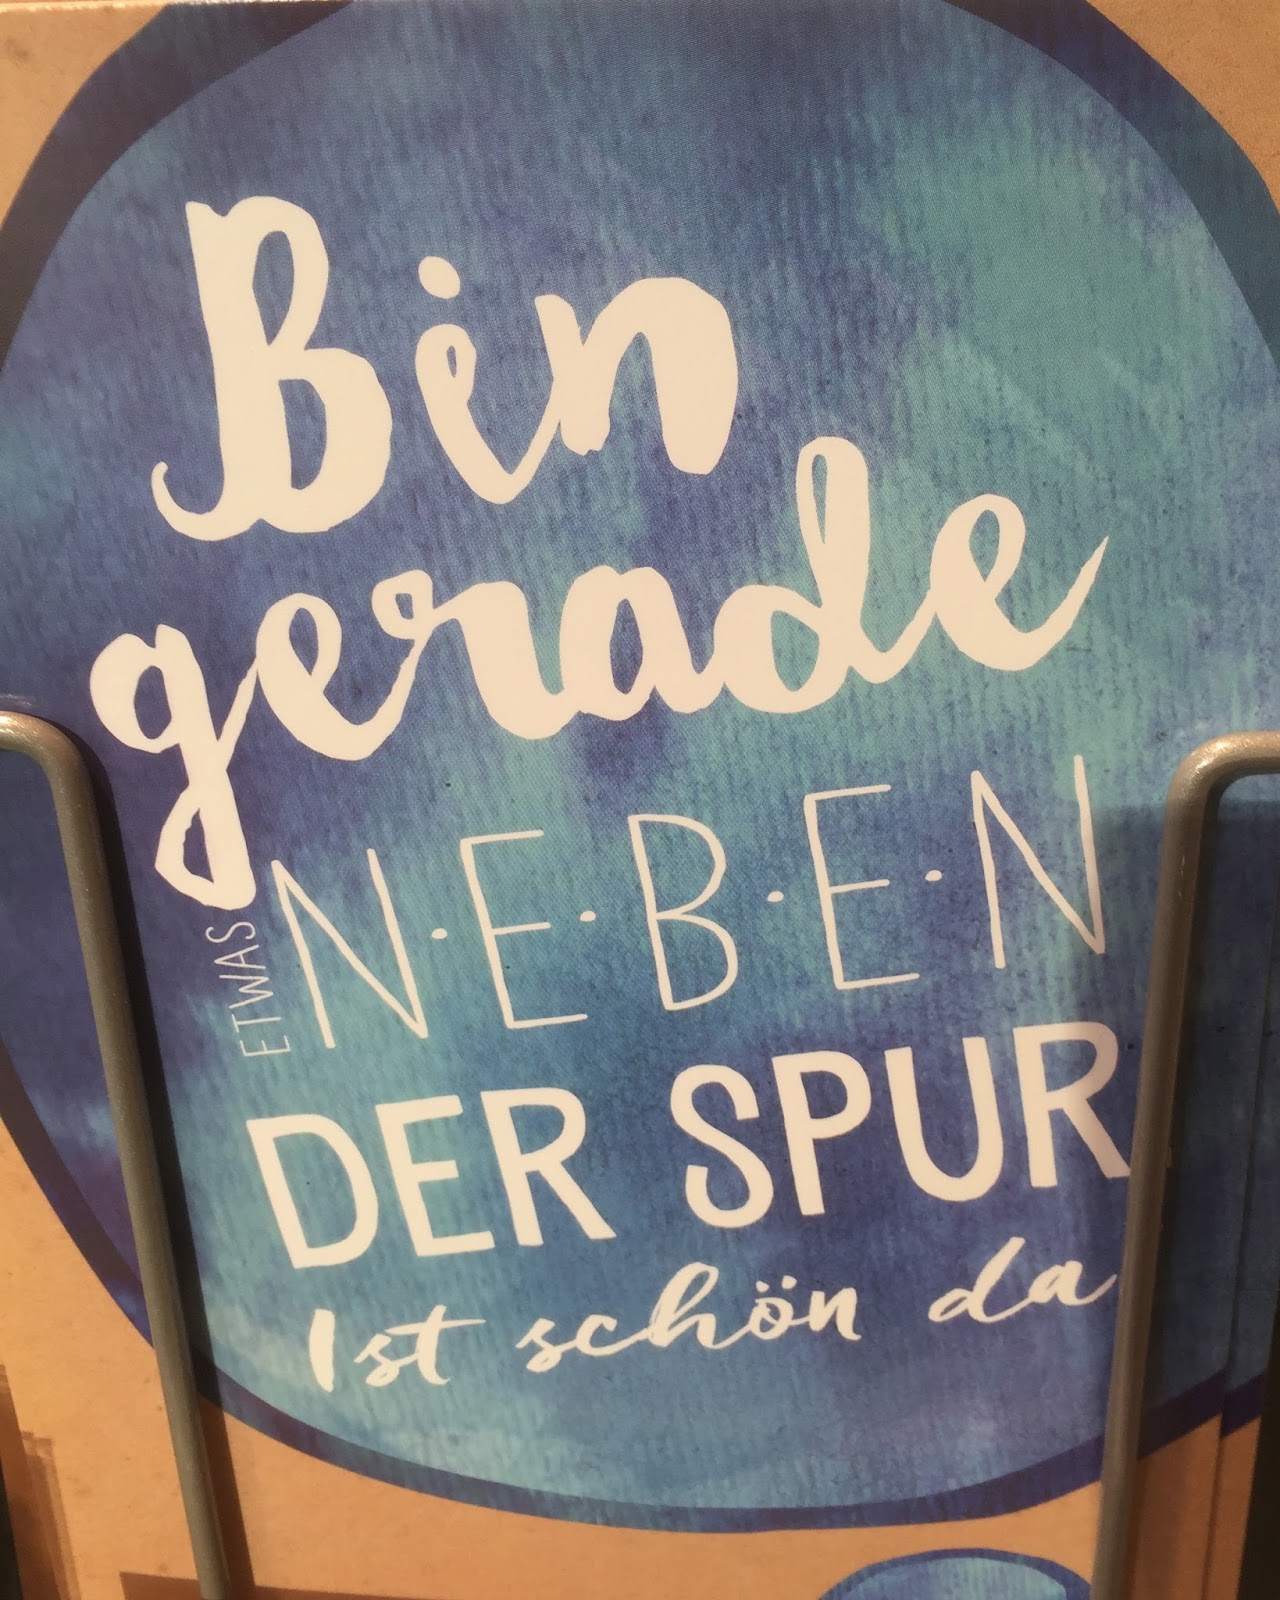 Bin
gerade
ETWAS N·E·B·E·N
DER SPUR
Ist schön da